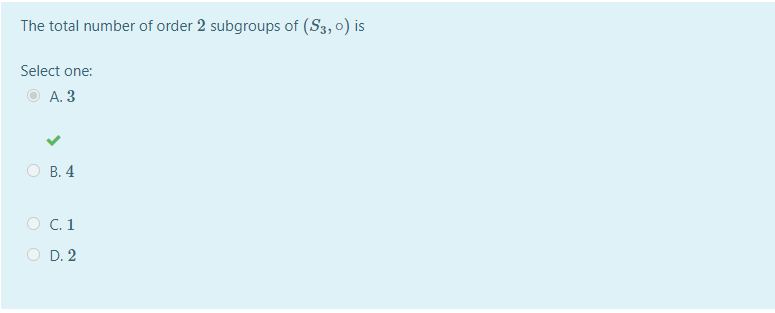 The total number of order 2 subgroups of (S₃, ∘) is
Select one:
A. 3
B. 4
C. 1
D. 2